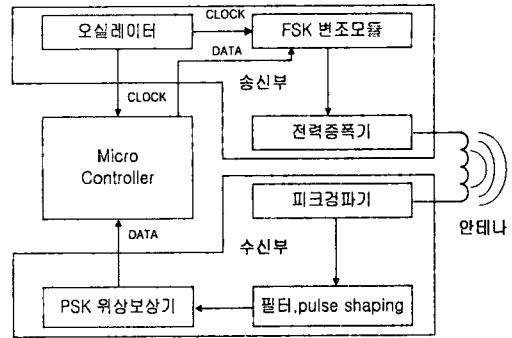 CLOCK
오실레이터
FSK 변조모듈
DATA
송신부
CLOCK
전력증폭기
Micro
Controller
피크검파기
안테나
DATA
수신부
PSK 위상보상기
필터,pulse shaping